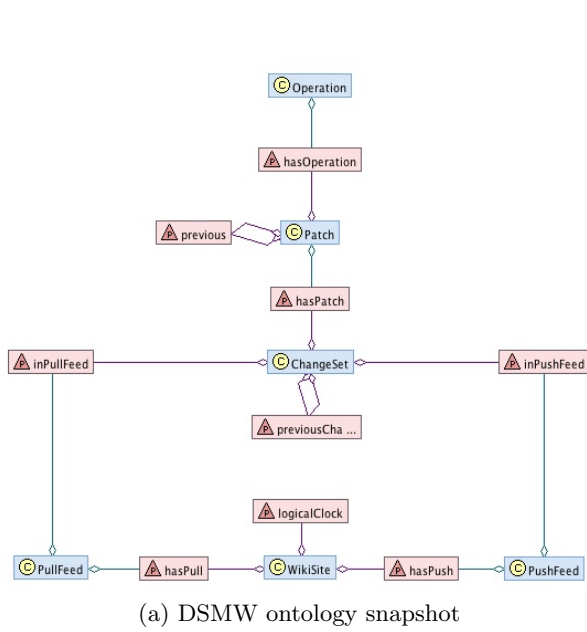 C Operation
P hasOperation
P previous
C Patch
P hasPatch
P inPullFeed
C ChangeSet
P inPushFeed
P previousCha ...
P logicalClock
C PullFeed
P hasPull
C WikiSite
P hasPush
C PushFeed
(a) DSMW ontology snapshot